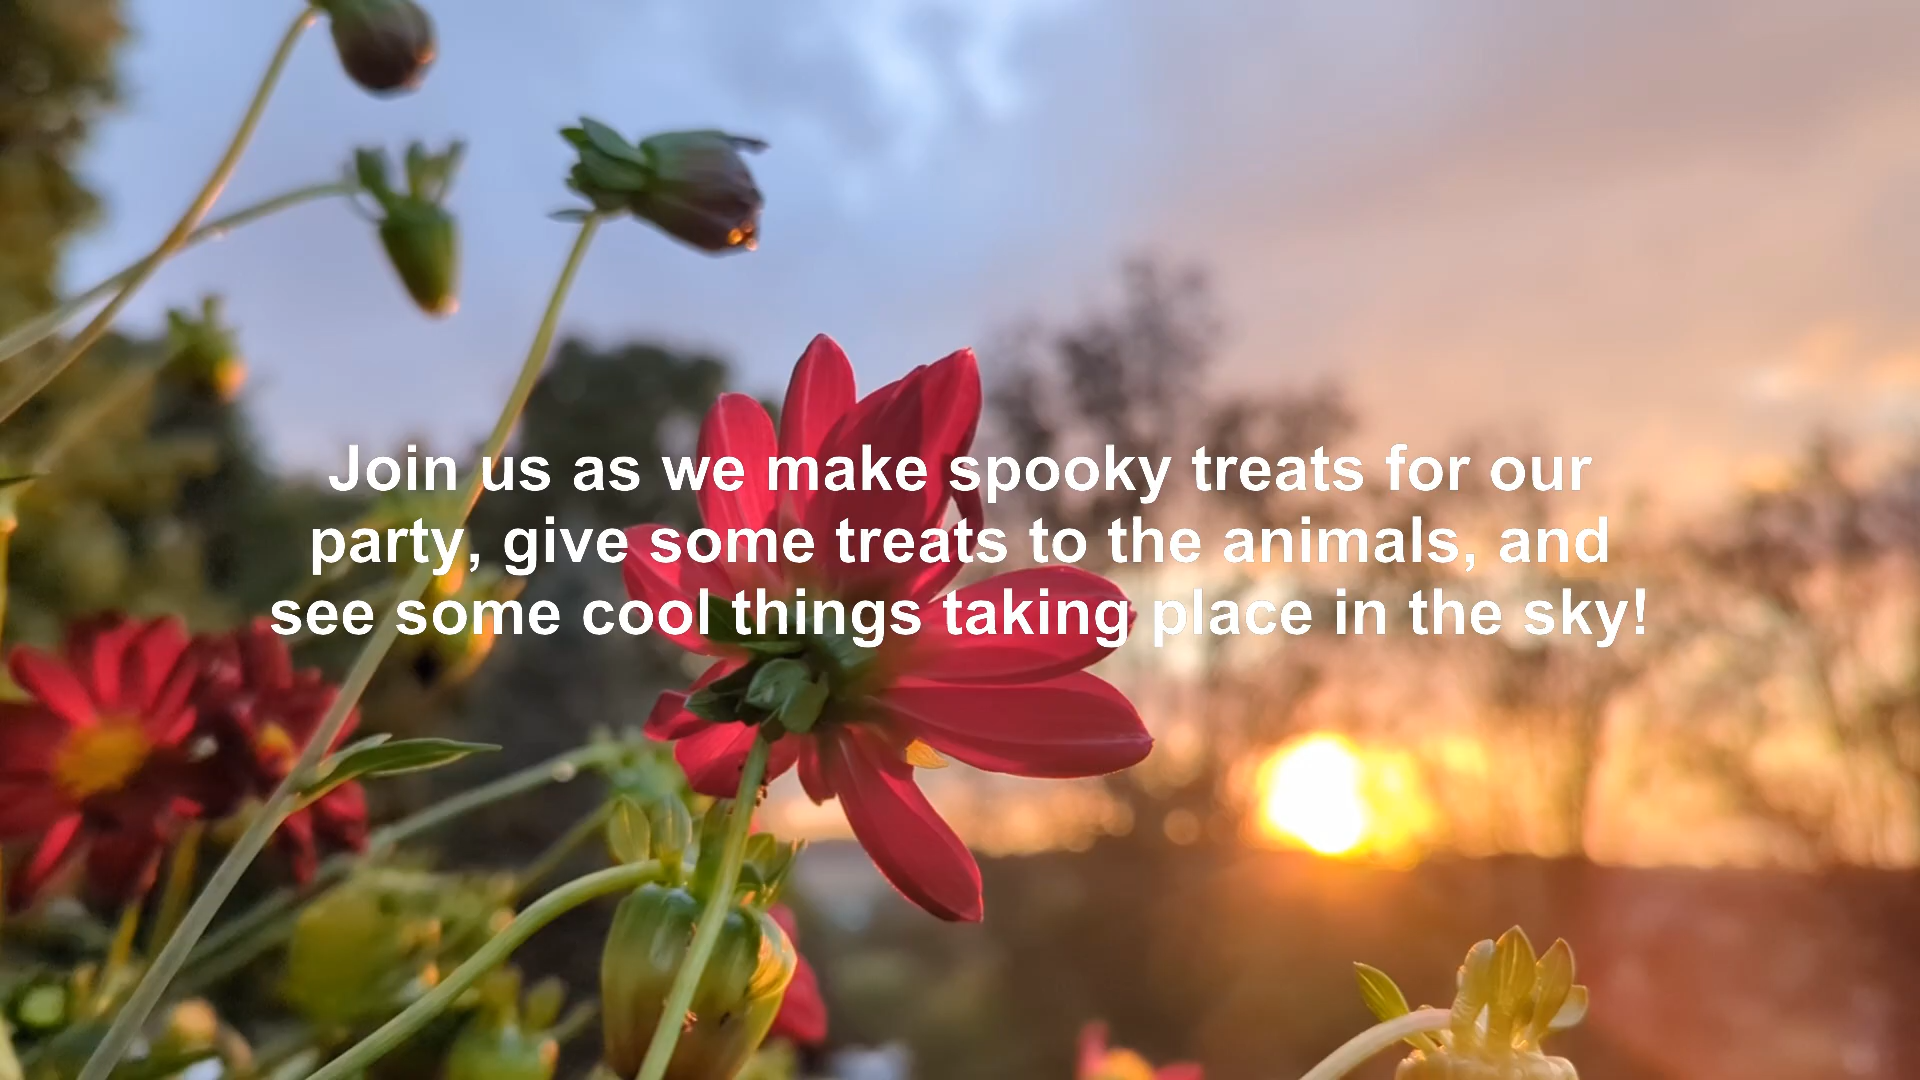 Join us as we make spooky treats for our
party, give some treats to the animals, and
see some cool things taking place in the sky!